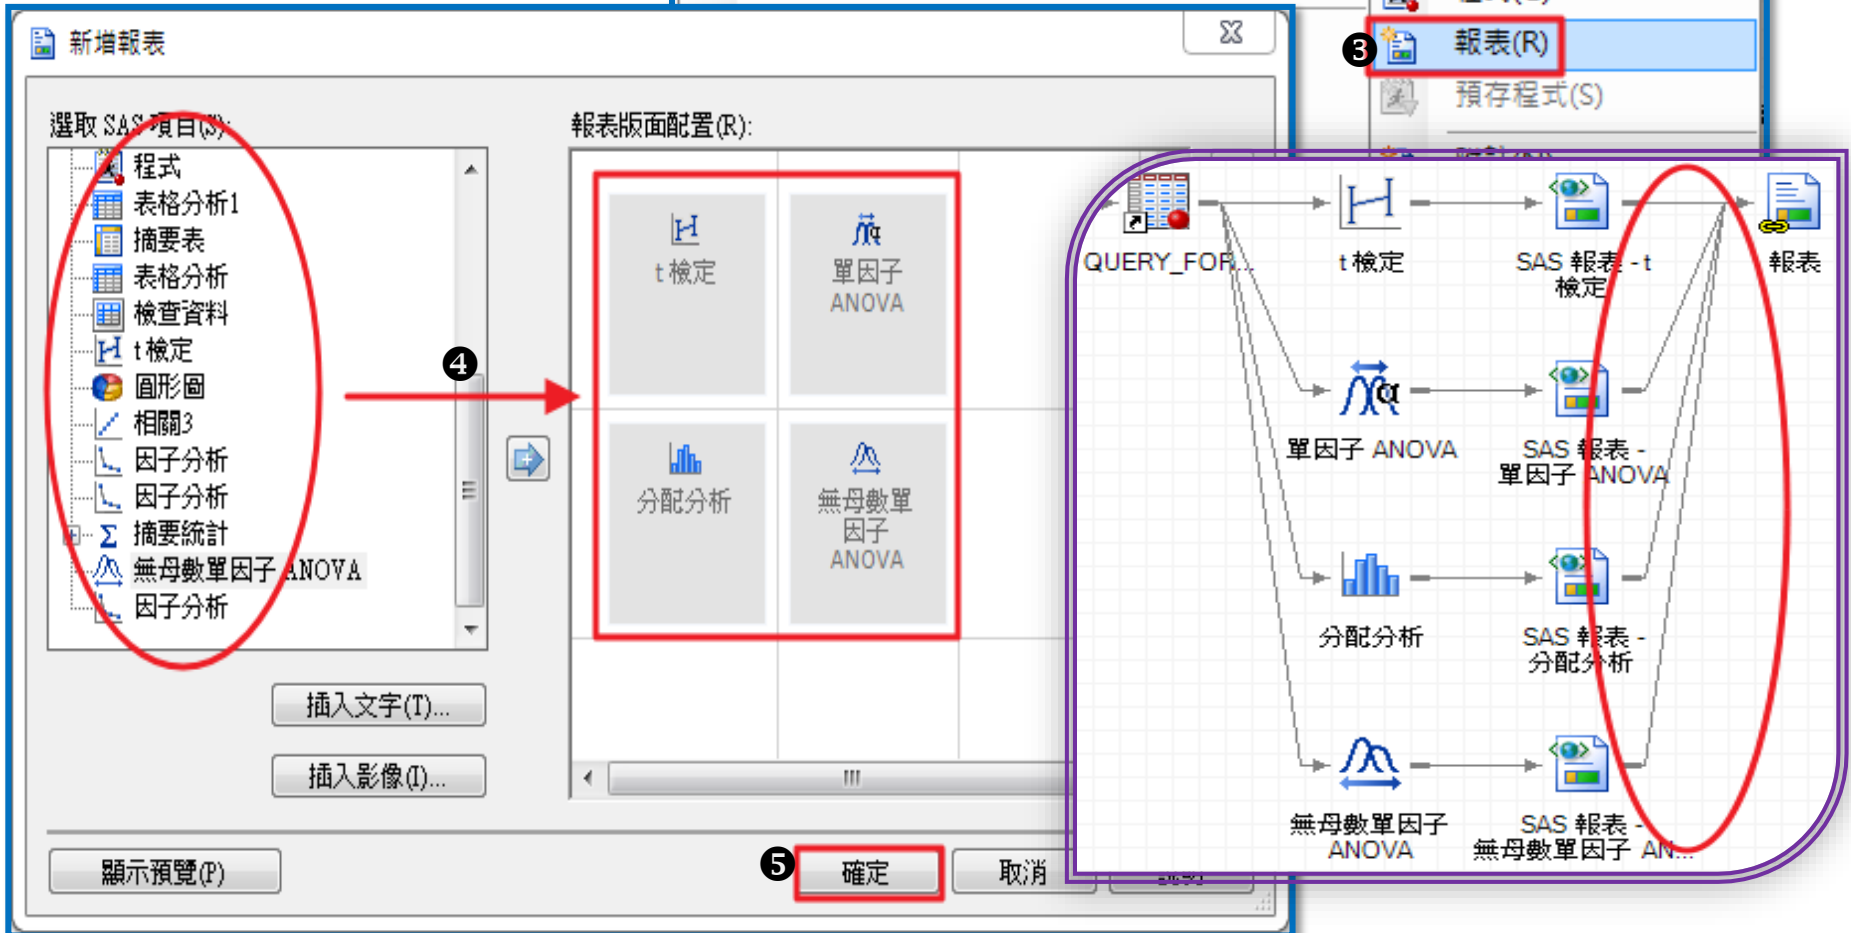 新增報表
選取 SAS 項目(S):
程式
表格分析1
摘要表
表格分析
檢查資料
t 檢定
圓形圖
相關3
因子分析
因子分析
摘要統計
無母數單因子 ANOVA
因子分析
❹
報表版面配置(R):
t 檢定
單因子
ANOVA
分配分析
無母數單
因子
ANOVA
插入文字(T)...
插入影像(I)...
顯示預覽(P)
❺
確定
取消
❸
報表(R)
預存程式(S)
QUERY_FOR...
t 檢定
SAS 報表 - t
檢定
報表
單因子 ANOVA
SAS 報表 -
單因子 ANOVA
分配分析
SAS 報表 -
分配分析
無母數單因子
ANOVA
SAS 報表 -
無母數單因子 AN...